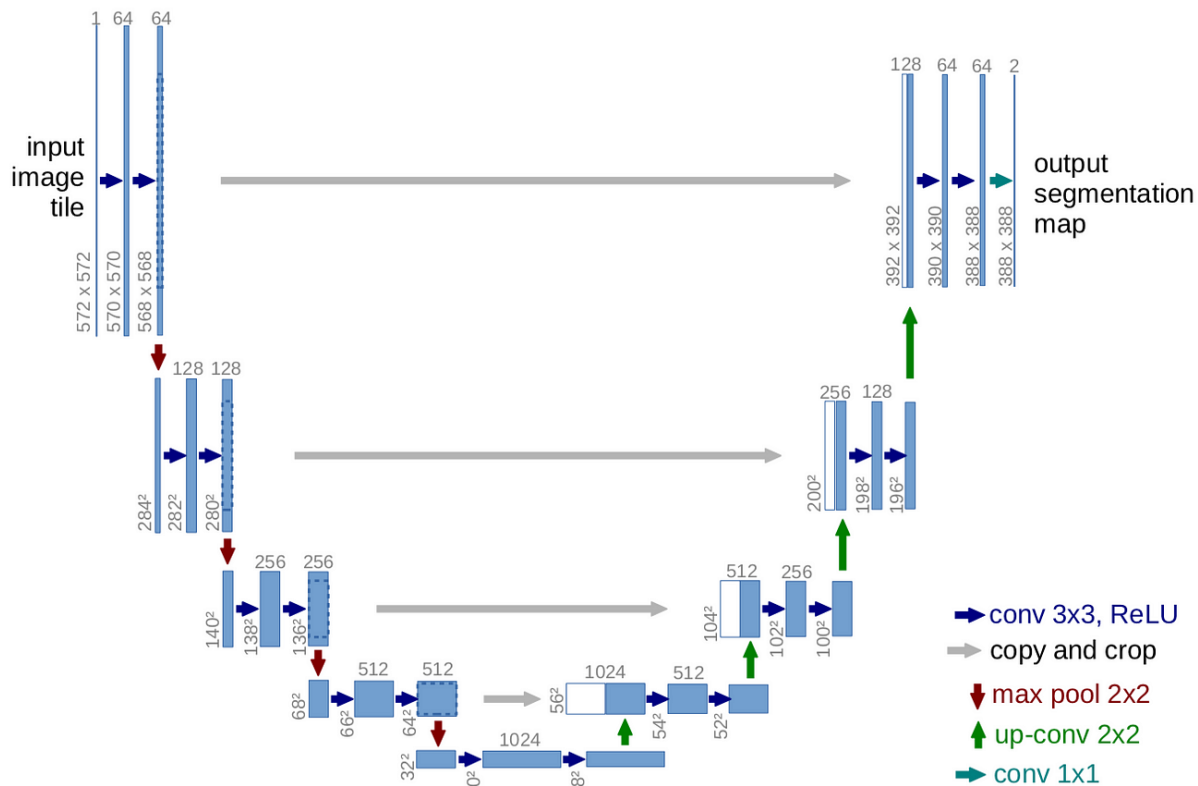 1 64 64
128 64 64 2
input
image
tile
output
segmentation
map
572 x 572
570 x 570
568 x 568
392 x 392
390 x 390
388 x 388
388 x 388
128 128
256 128
284²
282²
280²
200²
198²
196²
256 256
512 256
140²
138²
136²
104²
102²
100²
512 512
1024 512
68²
66²
64²
56²
54²
52²
1024
32²
0²
8²
conv 3x3, ReLU
copy and crop
max pool 2x2
up-conv 2x2
conv 1x1